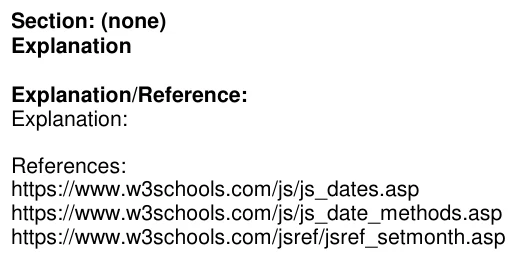 Section: (none)
Explanation
Explanation/Reference:
Explanation:
References:
https://www.w3schools.com/js/js_dates.asp
https://www.w3schools.com/js/js_date_methods.asp
https://www.w3schools.com/jsref/jsref_setmonth.asp